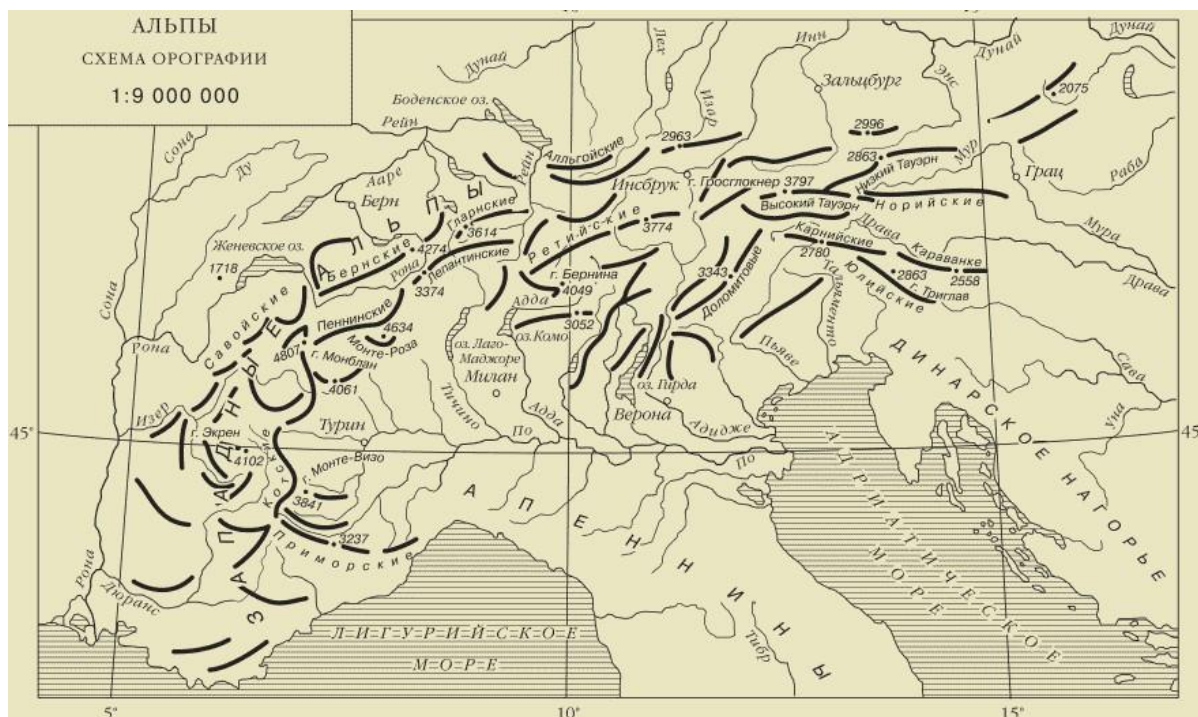 АЛЬПЫ
СХЕМА ОРОГРАФИИ
1:9 000 000
10°
15°
Дунай
Лех
Изар
Инн
Зальцбург
Энс
Дунай
Дунай
2075
Боденское оз.
Рейн
Сона
Ду
Ааре
Берн
Рейн
Алльгойские
2963
2996
2863
Мур
Низкий Тауэрн
Инсбрук
г. Гросглокнер 3797
Высокий Тауэрн
Норийские
Грац
Раба
Мура
Драва
Драва
Гларнские
3614
Ретийские
3774
Карнийские
2780
Караванке
2558
2863
г. Триглав
Юлийские
Женевское оз.
1718
Бернские
4274
Рона
Лепантинские
3374
г. Бернина
4049
Адда
3052
оз. Комо
3343
Доломитовые
Тальяменто
Пьяве
Сона
Рона
Савойские
Пеннинские
4634
Монте-Роза
4807
г. Монблан
4061
оз. Лаго-
Маджоре
Милан
Тичино
Адда
оз. Гирда
Верона
Адидже
Сава
Уна
Изер
45°
г. Экрен
4102
Турин
По
По
45°
Котские
г. Монте-Визо
3841
3237
Приморские
ЗАПАДНЫЕ АЛЬПЫ
АПЕННИНЫ
ДИНАРСКОЕ НАГОРЬЕ
АДРИАТИЧЕСКОЕ
МОРЕ
Рона
Дюранс
ЛИГУРИЙСКОЕ
МОРЕ
Тибр
5°
10°
15°